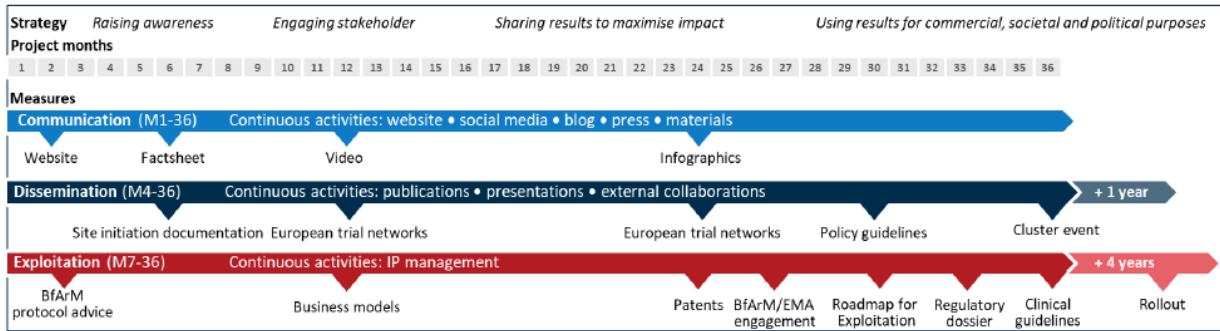 Strategy Raising awareness Engaging stakeholder Sharing results to maximise impact Using results for commercial, societal and political purposes
Project months
1 2 3 4 5 6 7 8 9 10 11 12 13 14 15 16 17 18 19 20 21 22 23 24 25 26 27 28 29 30 31 32 33 34 35 36
Measures
Communication (M1-36) Continuous activities: website • social media • blog • press • materials
Website Factsheet Video Infographics
Dissemination (M4-36) Continuous activities: publications • presentations • external collaborations + 1 year
Site initiation documentation European trial networks European trial networks Policy guidelines Cluster event
Exploitation (M7-36) Continuous activities: IP management + 4 years
BfArM protocol advice Business models Patents BfArM/EMA engagement Roadmap for Exploitation Regulatory dossier Clinical guidelines Rollout